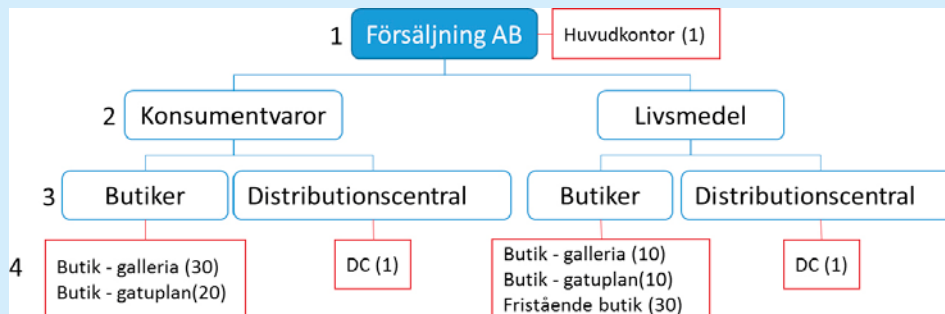 1 Försäljning AB Huvudkontor (1)
2 Konsumentvaror Livsmedel
3 Butiker Distributionscentral Butiker Distributionscentral
4
Butik - galleria (30)
Butik - gatuplan(20)
DC (1)
Butik - galleria (10)
Butik - gatuplan(10)
Fristående butik (30)
DC (1)